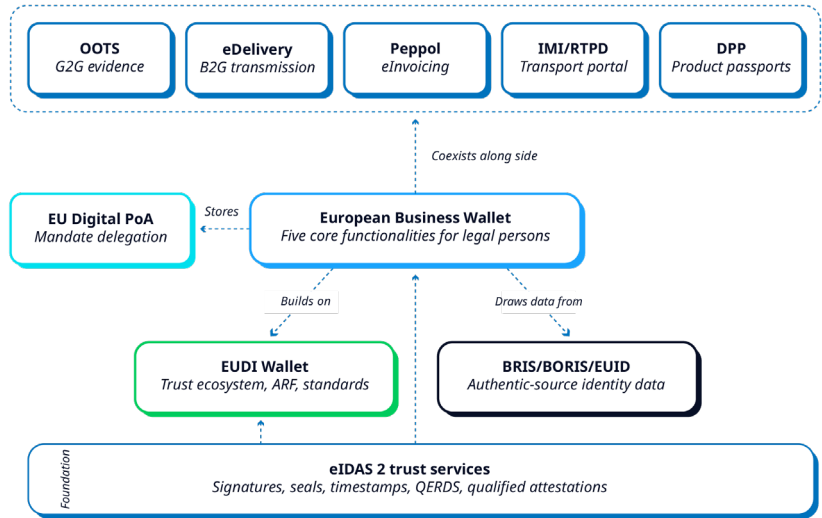 OOTS
G2G evidence
eDelivery
B2G transmission
Peppol
eInvoicing
IMI/RTPD
Transport portal
DPP
Product passports
Coexists along side
EU Digital PoA
Mandate delegation
Stores
European Business Wallet
Five core functionalities for legal persons
Builds on
Draws data from
EUDI Wallet
Trust ecosystem, ARF, standards
BRIS/BORIS/EUID
Authentic-source identity data
Foundation
eIDAS 2 trust services
Signatures, seals, timestamps, QERDS, qualified attestations